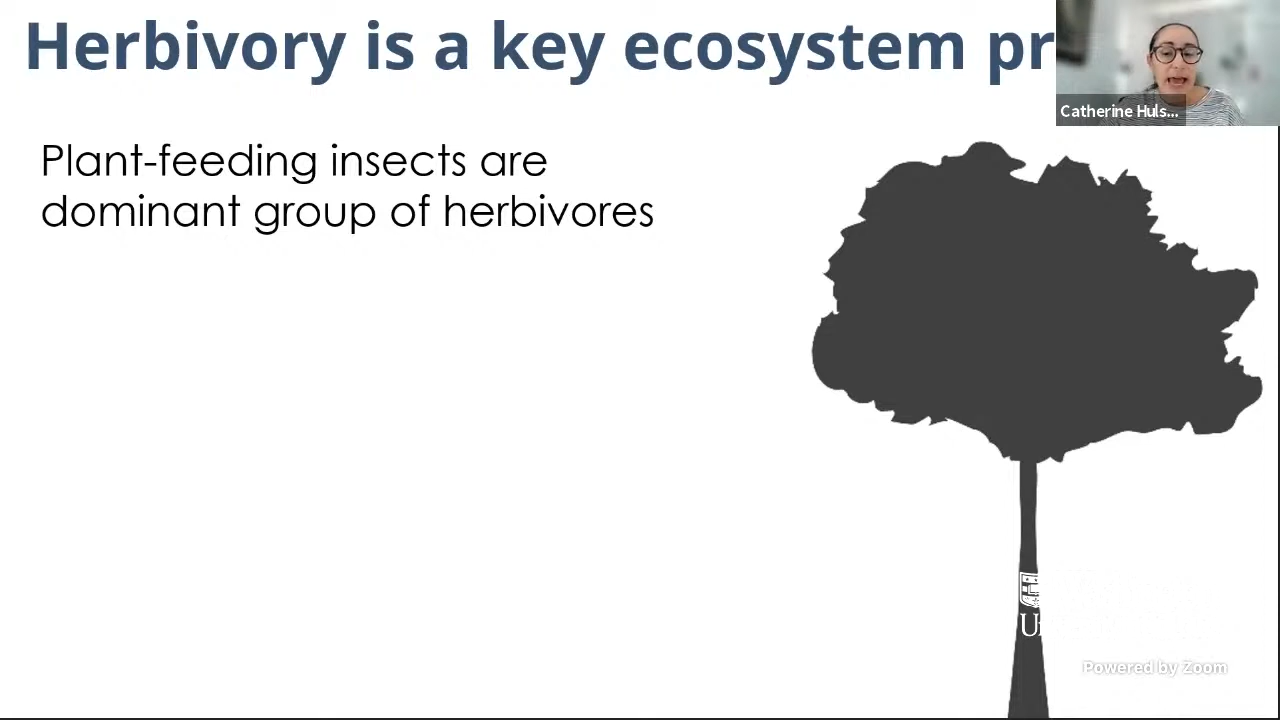 Herbivory is a key ecosystem pr
Catherine Huls...
Plant-feeding insects are
dominant group of herbivores
Powered by Zoom